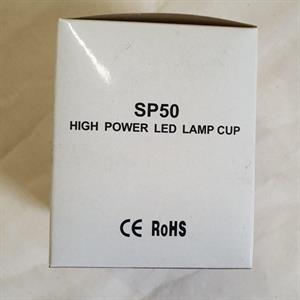 SP50
HIGH POWER LED LAMP CUP
CE RoHS